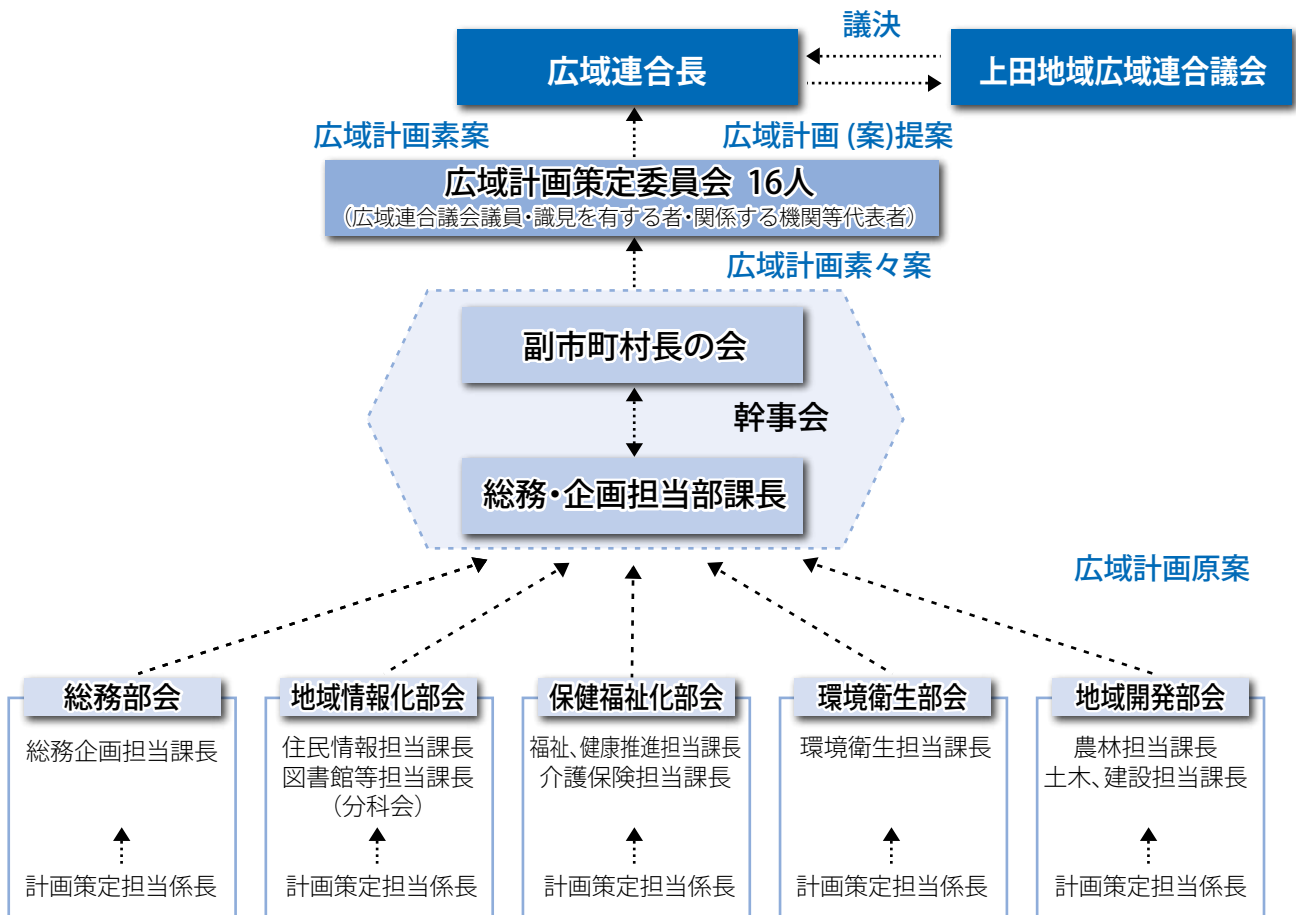 議決
広域連合長
上田地域広域連合議会
広域計画素案
広域計画 (案)提案
広域計画策定委員会 16人
（広域連合議会議員・識見を有する者・関係する機関等代表者）
広域計画素々案
副市町村長の会
幹事会
総務・企画担当部課長
広域計画原案
総務部会
総務企画担当課長
計画策定担当係長
地域情報化部会
住民情報担当課長
図書館等担当課長
（分科会）
計画策定担当係長
保健福祉化部会
福祉、健康推進担当課長
介護保険担当課長
計画策定担当係長
環境衛生部会
環境衛生担当課長
計画策定担当係長
地域開発部会
農林担当課長
土木、建設担当課長
計画策定担当係長